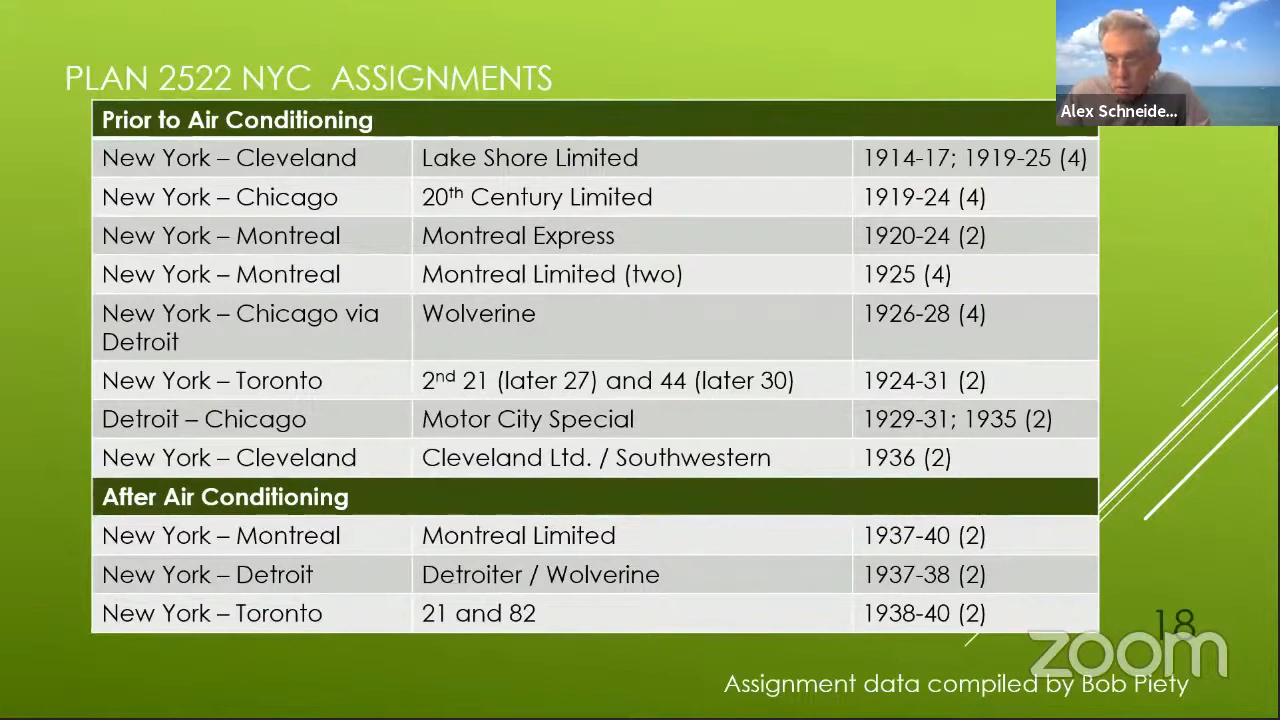 PLAN 2522 NYC ASSIGNMENTS
Alex Schneide...
Prior to Air Conditioning
New York – Cleveland Lake Shore Limited 1914-17; 1919-25 (4)
New York – Chicago 20th Century Limited 1919-24 (4)
New York – Montreal Montreal Express 1920-24 (2)
New York – Montreal Montreal Limited (two) 1925 (4)
New York – Chicago via Wolverine 1926-28 (4)
Detroit
New York – Toronto 2nd 21 (later 27) and 44 (later 30) 1924-31 (2)
Detroit – Chicago Motor City Special 1929-31; 1935 (2)
New York – Cleveland Cleveland Ltd. / Southwestern 1936 (2)
After Air Conditioning
New York – Montreal Montreal Limited 1937-40 (2)
New York – Detroit Detroiter / Wolverine 1937-38 (2)
New York – Toronto 21 and 82 1938-40 (2)
18
zoom
Assignment data compiled by Bob Piety